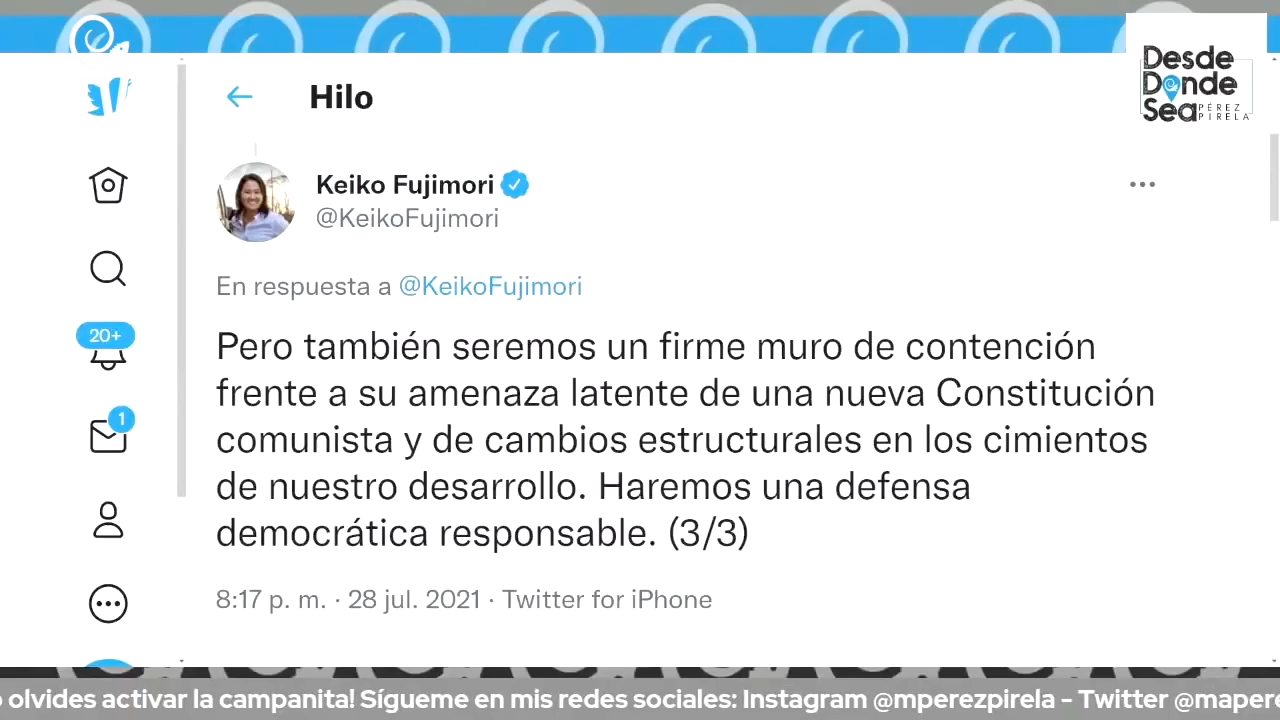 Desde
Donde
Sea PÉREZ
PIRELA
Hilo
Keiko Fujimori
@KeikoFujimori
En respuesta a @KeikoFujimori
20+
1
Pero también seremos un firme muro de contención
frente a su amenaza latente de una nueva Constitución
comunista y de cambios estructurales en los cimientos
de nuestro desarrollo. Haremos una defensa
democrática responsable. (3/3)
8:17 p. m. · 28 jul. 2021 · Twitter for iPhone
o olvides activar la campanita! Sígueme en mis redes sociales: Instagram @mperezpirela – Twitter @mapere